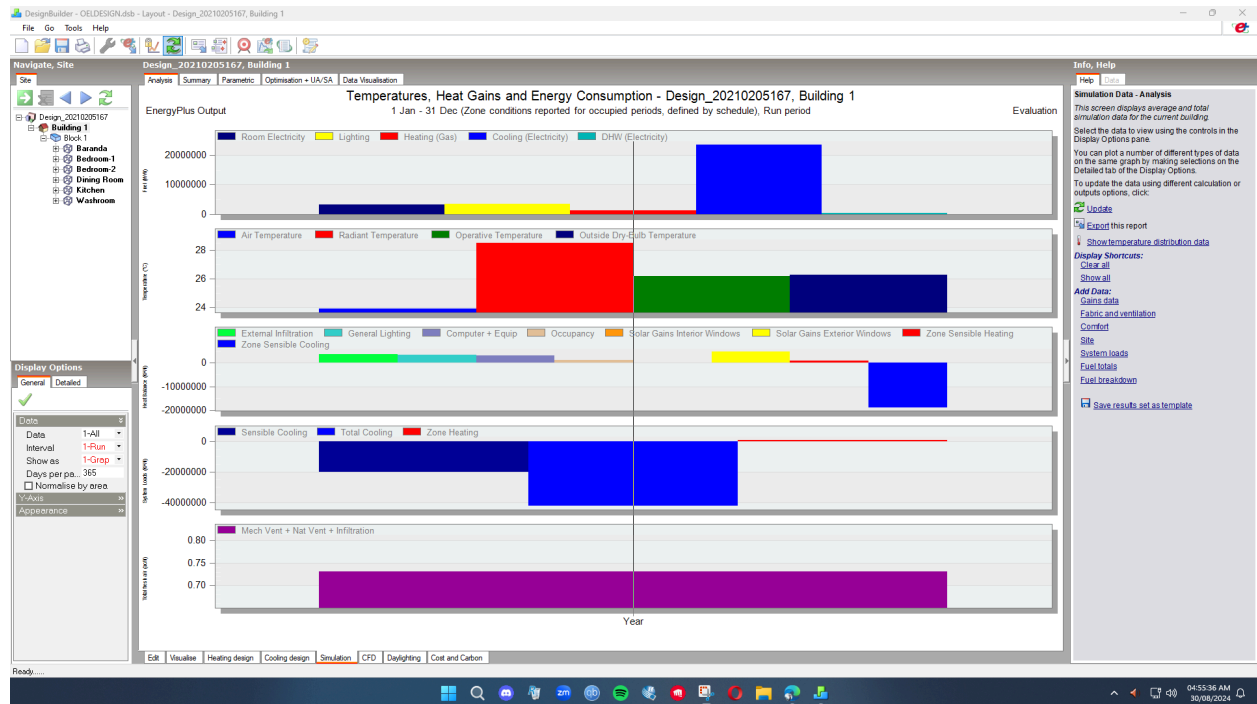 DesignBuilder - OELDESIGN.dsb - Layout - Design_20210205167, Building 1
File Go Tools Help
Navigate, Site
Site
Design_20210205167
Building 1
Block 1
Baranda
Bedroom-1
Bedroom-2
Dining Room
Kitchen
Washroom
Display Options
General Detailed
Data
Data 1-All
Interval 1-Run
Show as 1-Grap
Days per pa... 365
Normalise by area
Y-Axis
Appearance
Design_20210205167, Building 1
Analysis Summary Parametric Optimisation + UA/SA Data Visualisation
Temperatures, Heat Gains and Energy Consumption - Design_20210205167, Building 1
EnergyPlus Output 1 Jan - 31 Dec (Zone conditions reported for occupied periods, defined by schedule), Run period Evaluation
Room Electricity Lighting Heating (Gas) Cooling (Electricity) DHW (Electricity)
Fuel (kWh)
20000000
10000000
0
Air Temperature Radiant Temperature Operative Temperature Outside Dry-Bulb Temperature
Temperature (°C)
28
26
24
External Infiltration General Lighting Computer + Equip Occupancy Solar Gains Interior Windows Solar Gains Exterior Windows Zone Sensible Heating
Zone Sensible Cooling
Heat Balance (kWh)
0
-10000000
-20000000
Sensible Cooling Total Cooling Zone Heating
System Loads (kWh)
0
-20000000
-40000000
Mech Vent + Nat Vent + Infiltration
0.80
0.75
0.70
Year
Edit Visualise Heating design Cooling design Simulation CFD Daylighting Cost and Carbon
Info, Help
Help Data
Simulation Data - Analysis
This screen displays average and total
simulation data for the current building.
Select the data to view using the controls in the
Display Options pane.
You can plot a number of different types of data
on the same graph by making selections on the
Detailed tab of the Display Options.
To update the data using different calculation or
outputs options, click:
Update
Export this report
Show temperature distribution data
Display Shortcuts:
Clear all
Show all
Add Data:
Gains data
Fabric and ventilation
Comfort
Site
System loads
Fuel totals
Fuel breakdown
Save results set as template
Ready.....
zm
qb
04:55:36 AM
30/08/2024